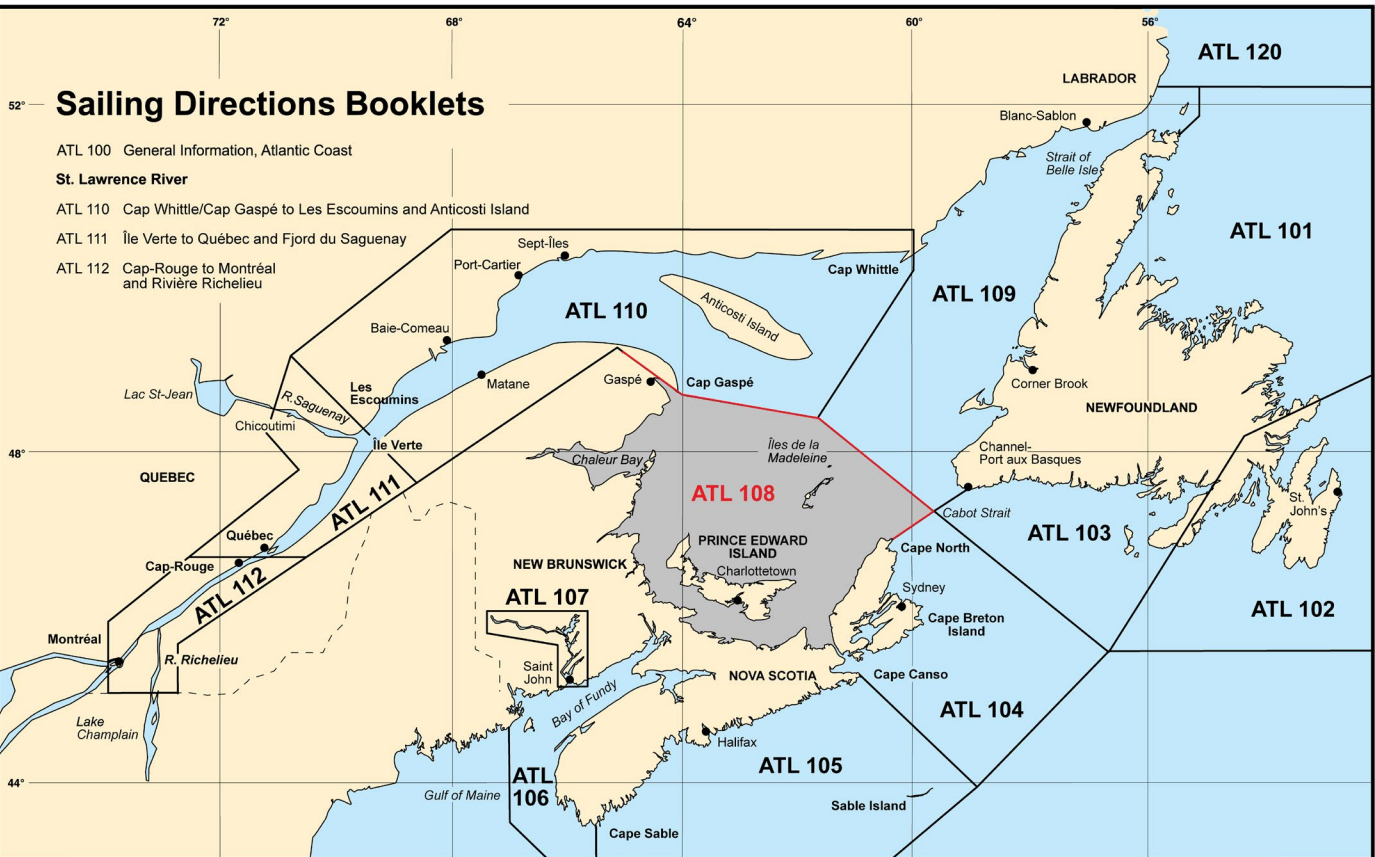 72°
68°
64°
60°
56°
ATL 120
LABRADOR
52°
Sailing Directions Booklets
Blanc-Sablon
ATL 100 General Information, Atlantic Coast
Strait of
Belle Isle
St. Lawrence River
ATL 110 Cap Whittle/Cap Gaspé to Les Escoumins and Anticosti Island
ATL 111 Île Verte to Québec and Fjord du Saguenay
ATL 112 Cap-Rouge to Montréal
and Rivière Richelieu
ATL 101
Sept-Îles
Port-Cartier
Cap Whittle
ATL 109
ATL 110
Anticosti Island
Baie-Comeau
Matane
Gaspé
Cap Gaspé
Corner Brook
NEWFOUNDLAND
Lac St-Jean
R.Saguenay
Les
Escoumins
Chicoutimi
Île Verte
48°
Chaleur Bay
Îles de la
Madeleine
Channel-
Port aux Basques
QUEBEC
ATL 111
ATL 108
St.
John's
Cabot Strait
ATL 103
Québec
Cap-Rouge
ATL 112
NEW BRUNSWICK
PRINCE EDWARD
ISLAND
Charlottetown
Cape North
Sydney
ATL 107
Cape Breton
Island
ATL 102
Montréal
R. Richelieu
Saint
John
NOVA SCOTIA
Cape Canso
Bay of Fundy
ATL 104
Lake
Champlain
Halifax
44°
ATL
106
ATL 105
Gulf of Maine
Sable Island
Cape Sable